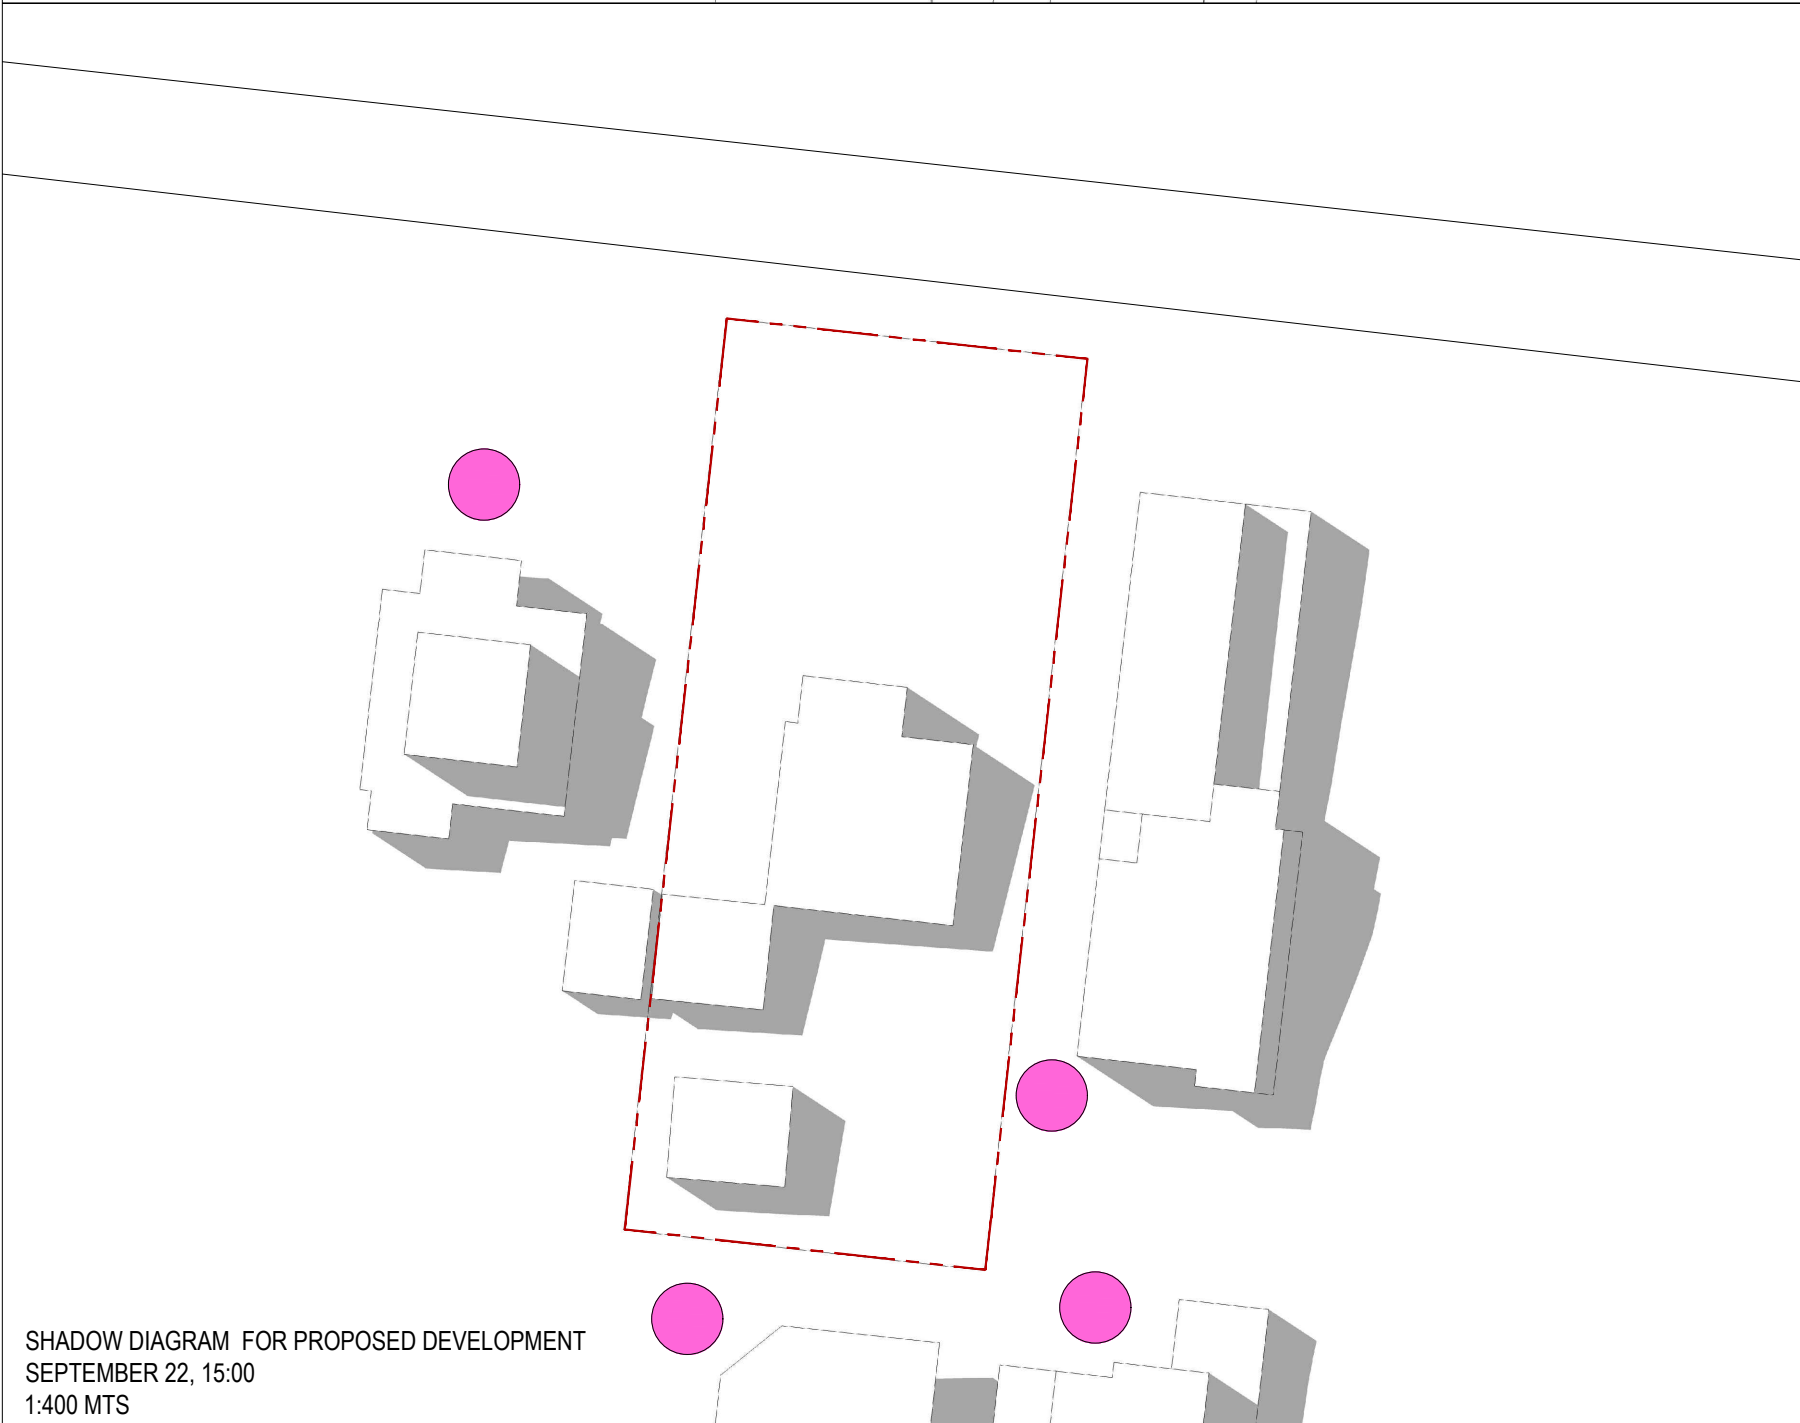 SHADOW DIAGRAM  FOR PROPOSED DEVELOPMENT
SEPTEMBER 22, 15:00
1:400 MTS